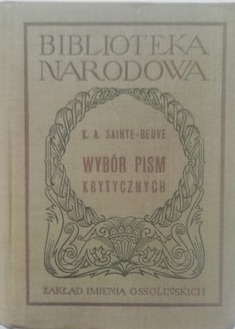 BIBLIOTEKA
NARODOWA
K. A. SAINTE-BEUVE
WYBÓR PISM
KRYTYCZNYCH
ZAKŁAD IMIENIA OSSOLIŃSKICH